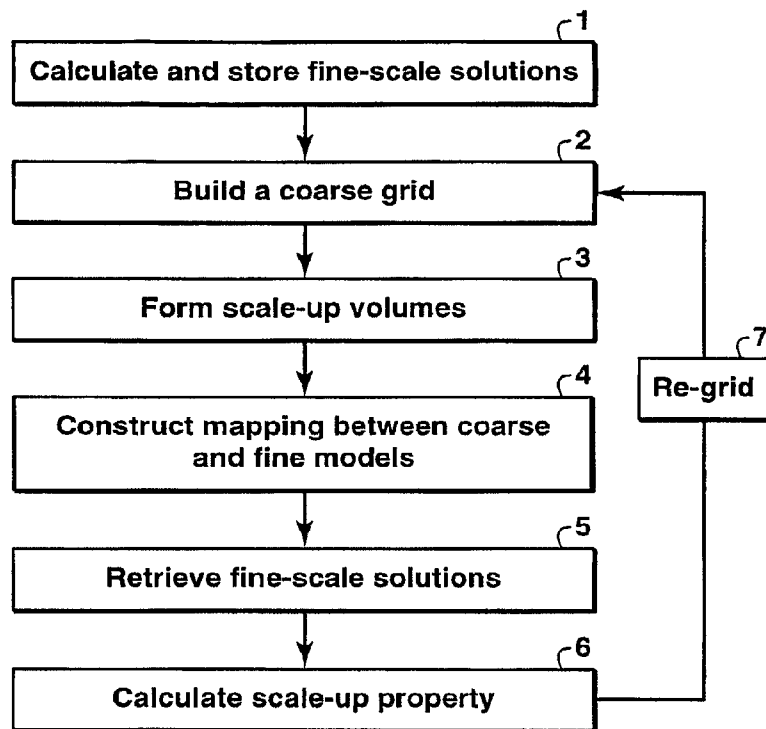 1
Calculate and store fine-scale solutions
2
Build a coarse grid
3
Form scale-up volumes
4
Construct mapping between coarse
and fine models
5
Retrieve fine-scale solutions
6
Calculate scale-up property
7
Re-grid